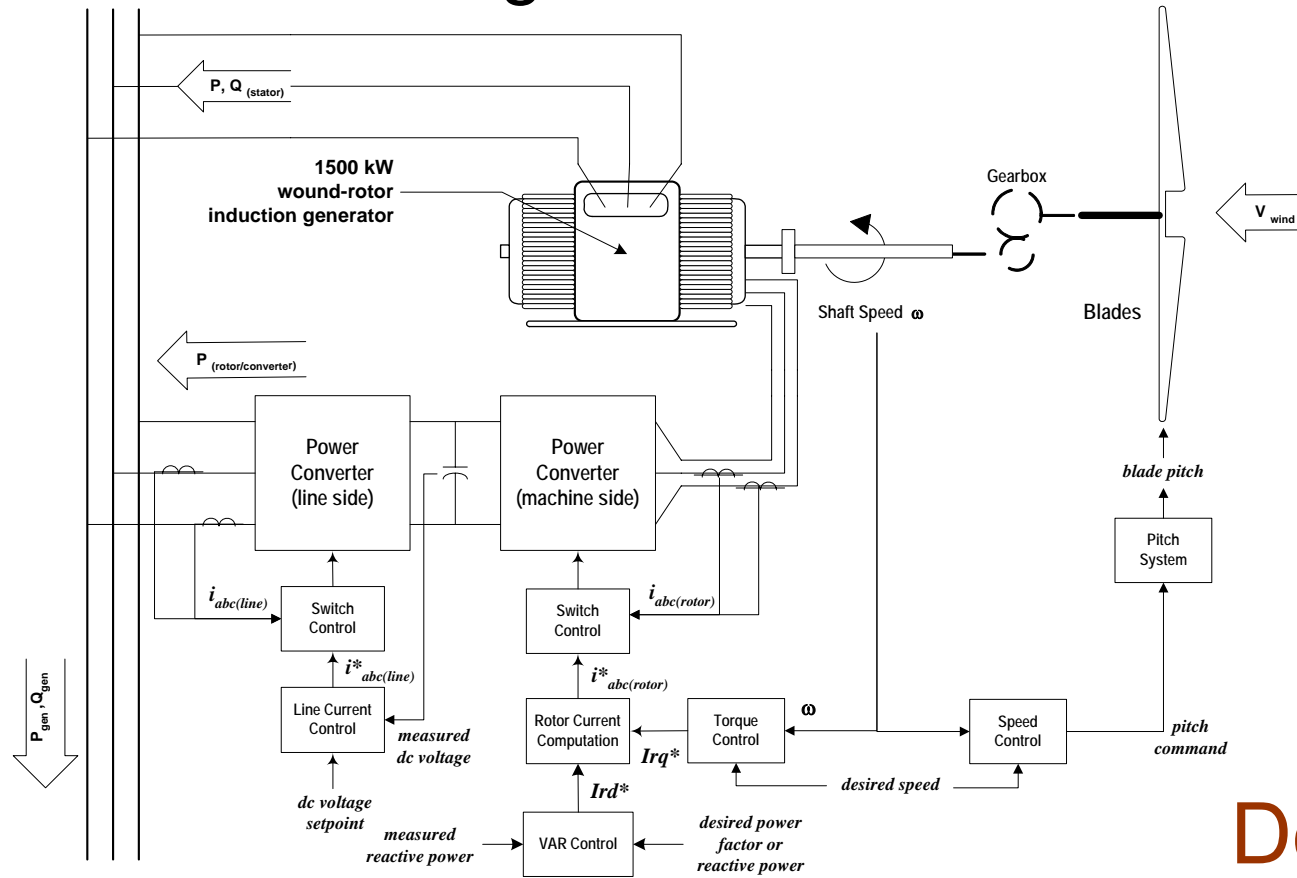 g
P, Q (stator)
1500 kW
wound-rotor
induction generator
Gearbox
V wind
Shaft Speed ω
Blades
P (rotor/converter)
Power
Converter
(line side)
Power
Converter
(machine side)
blade pitch
Pitch
System
i abc(line)
Switch
Control
i abc(rotor)
Switch
Control
i* abc(line)
i* abc(rotor)
P gen , Q gen
Line Current
Control
measured
dc voltage
Rotor Current
Computation
Irq*
Torque
Control
ω
Speed
Control
pitch
command
dc voltage
setpoint
Ird*
desired speed
measured
reactive power
VAR Control
desired power
factor or
reactive power
D